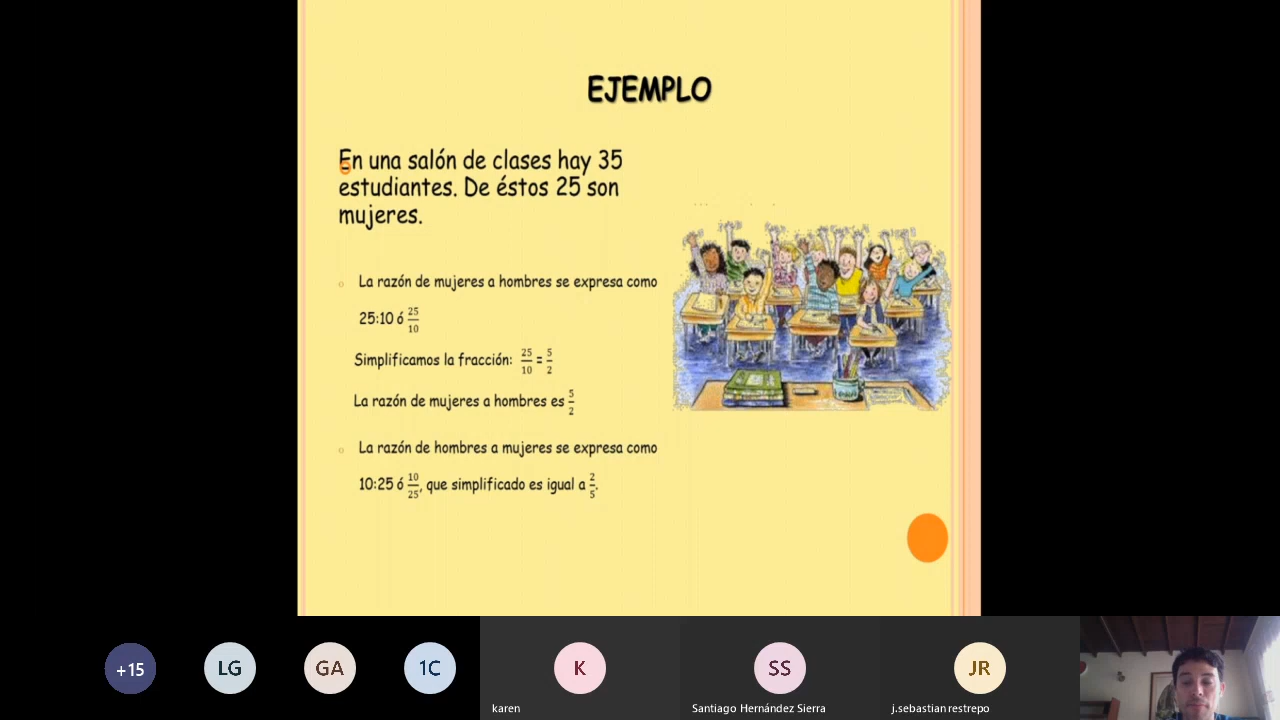 EJEMPLO
En una salón de clases hay 35
estudiantes. De éstos 25 son
mujeres.
La razón de mujeres a hombres se expresa como
25:10 ó 25/10
Simplificamos la fracción: 25/10 = 5/2
La razón de mujeres a hombres es 5/2
La razón de hombres a mujeres se expresa como
10:25 ó 10/25, que simplificado es igual a 2/5.
+15
LG
GA
1C
K
SS
JR
karen
Santiago Hernández Sierra
j.sebastian restrepo